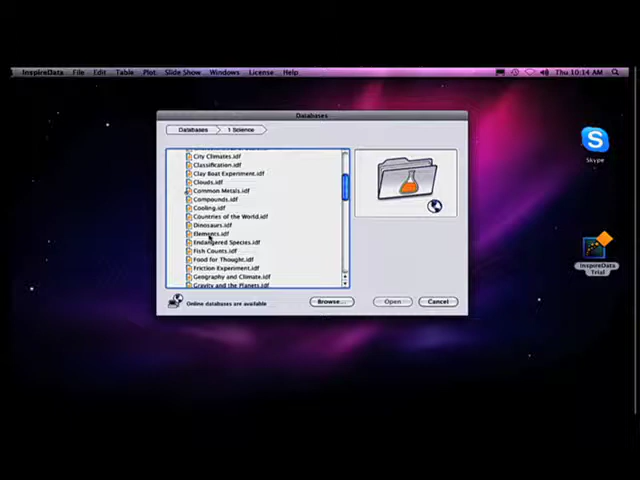 InspireData File Edit Table Plot Slide Show Windows License Help Thu 10:14 AM
Databases
Databases 1 Science
City Climates.idf
Classification.idf
Clay Boat Experiment.idf
Clouds.idf
Common Metals.idf
Compounds.idf
Cooling.idf
Countries of the World.idf
Dinosaurs.idf
Elements.idf
Endangered Species.idf
Fish Counts.idf
Food for Thought.idf
Friction Experiment.idf
Geography and Climate.idf
Gravity and the Planets.idf
Online databases are available
Browse... Open Cancel
Skype
InspireData
Trial